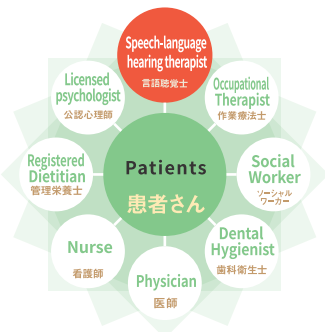 Speech-language
hearing therapist
言語聴覚士
Licensed
psychologist
公認心理師
Occupational
Therapist
作業療法士
Registered
Dietitian
管理栄養士
Patients
患者さん
Social
Worker
ソーシャル
ワーカー
Nurse
看護師
Dental
Hygienist
歯科衛生士
Physician
医師